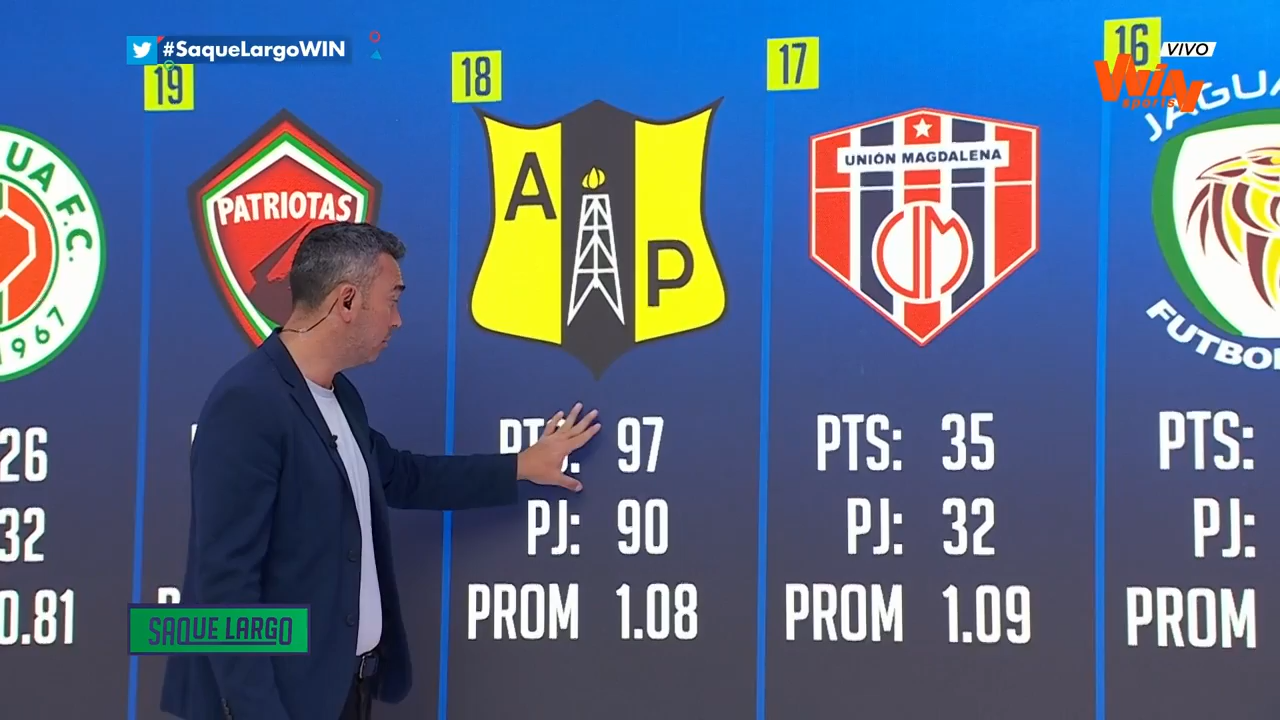 #SaqueLargoWIN
VIVO
WIN
sports
19
18
17
16
UA F.C.
1967
PATRIOTAS
A
P
UNIÓN MAGDALENA
UM
JAGUA
FUTBO
26
32
0.81
PTS: 97
PJ: 90
PROM 1.08
PTS: 35
PJ: 32
PROM 1.09
PTS:
PJ:
PROM
SAQUE LARGO